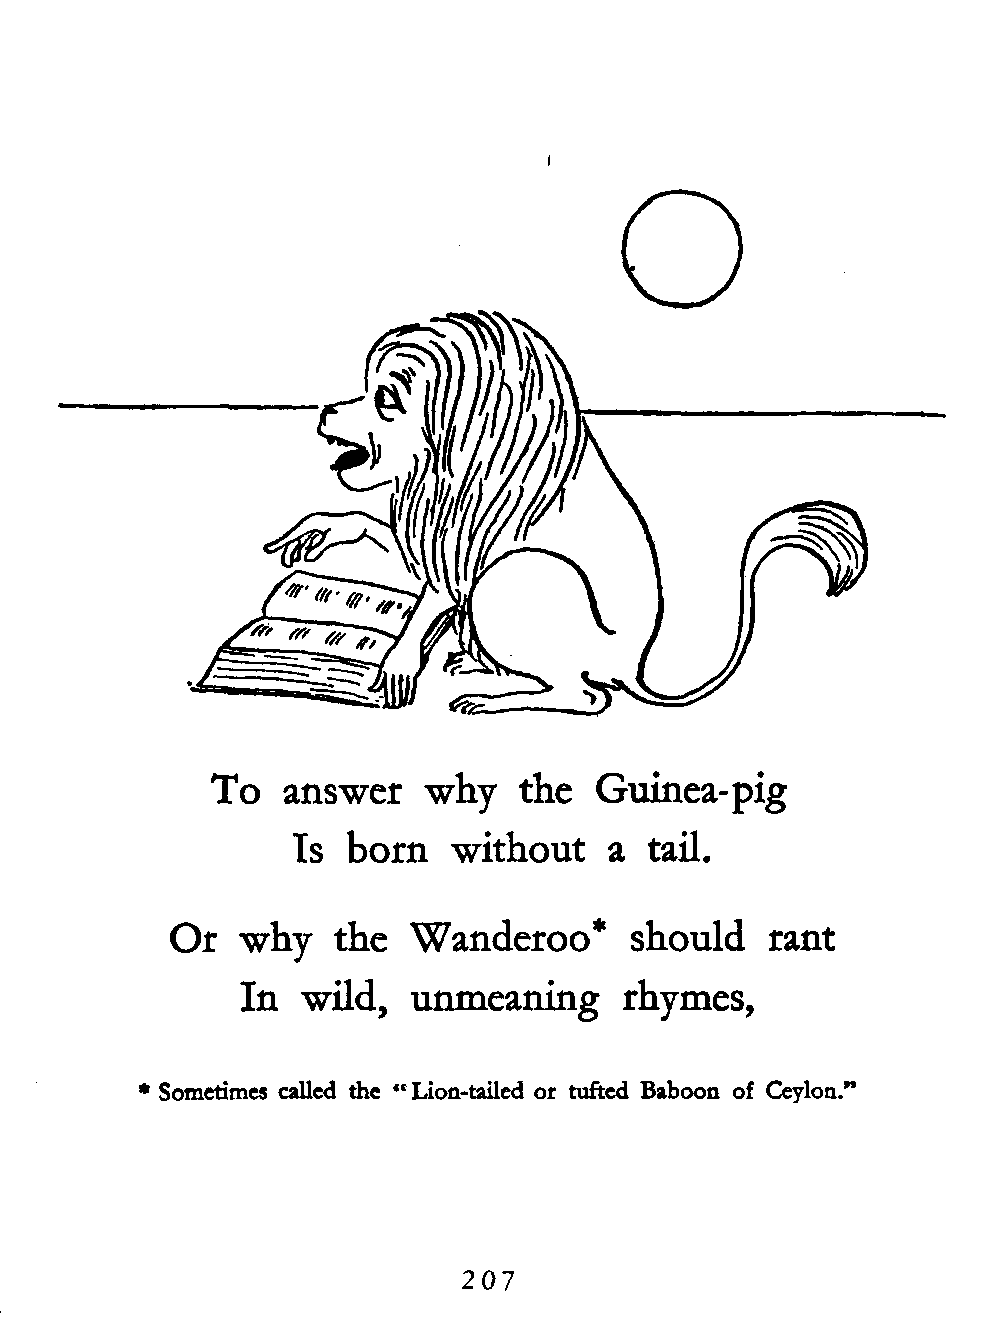 To answer why the Guinea-pig
Is born without a tail.
Or why the Wanderoo* should rant
In wild, unmeaning rhymes,
* Sometimes called the "Lion-tailed or tufted Baboon of Ceylon."
207